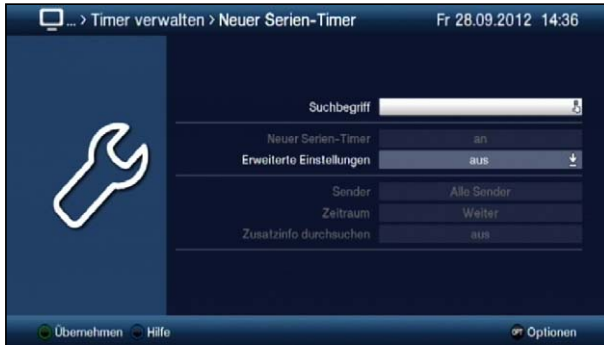 ... > Timer verwalten > Neuer Serien-Timer Fr 28.09.2012 14:36
Suchbegriff
Neuer Serien-Timer an
Erweiterte Einstellungen aus
Sender Alle Sender
Zeitraum Weiter
Zusatzinfo durchsuchen aus
Übernehmen Hilfe OPT Optionen